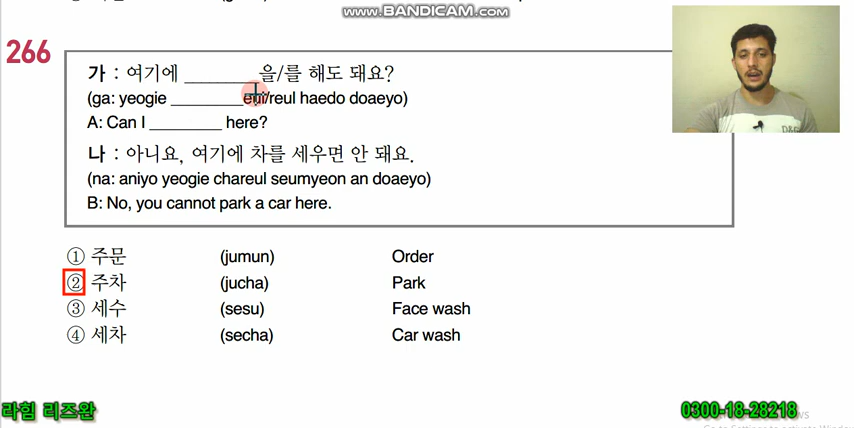 www.BANDICAM.com
266
가 : 여기에 ________을/를 해도 돼요?
(ga: yeogie ________eul/reul haedo doaeyo)
A: Can I ________ here?
나 : 아니요, 여기에 차를 세우면 안 돼요.
(na: aniyo yeogie chareul seumyeon an doaeyo)
B: No, you cannot park a car here.
① 주문 (jumun) Order
② 주차 (jucha) Park
③ 세수 (sesu) Face wash
④ 세차 (secha) Car wash
라힘 리즈완 0300-18-28218